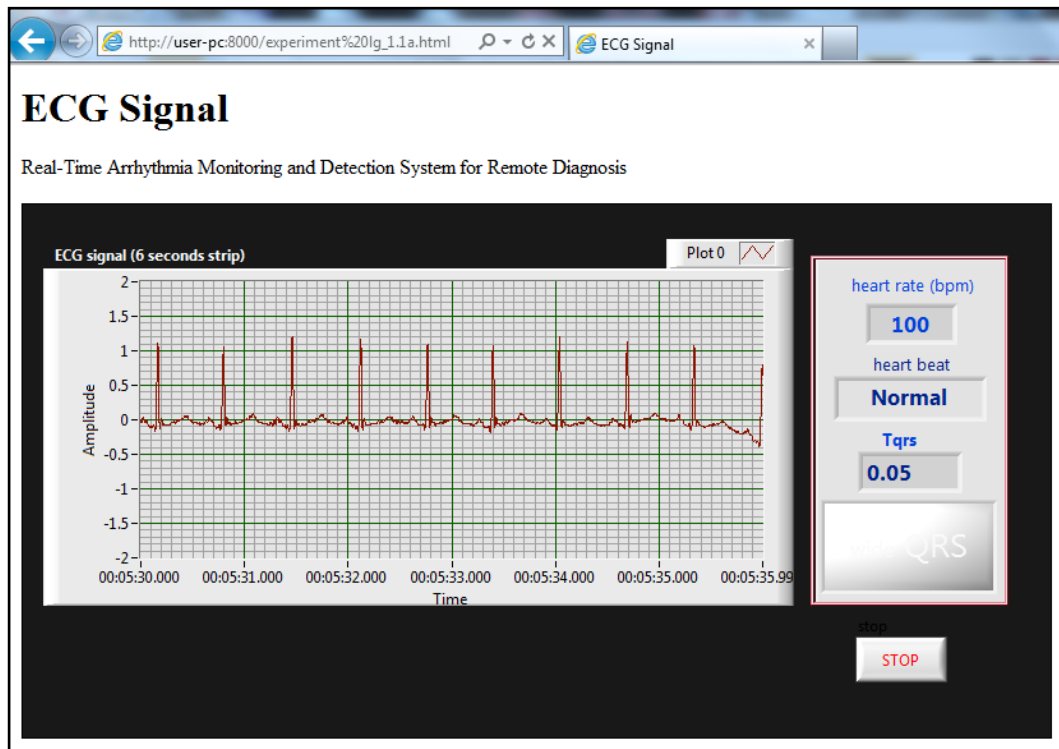 http://user-pc:8000/experiment%20Ig_1.1a.html
ECG Signal
ECG Signal
Real-Time Arrhythmia Monitoring and Detection System for Remote Diagnosis
ECG signal (6 seconds strip)
Plot 0
2
1.5
1
0.5
0
-0.5
-1
-1.5
-2
Amplitude
00:05:30.000 00:05:31.000 00:05:32.000 00:05:33.000 00:05:34.000 00:05:35.000 00:05:35.99
Time
heart rate (bpm)
100
heart beat
Normal
Tqrs
0.05
QRS
stop
STOP